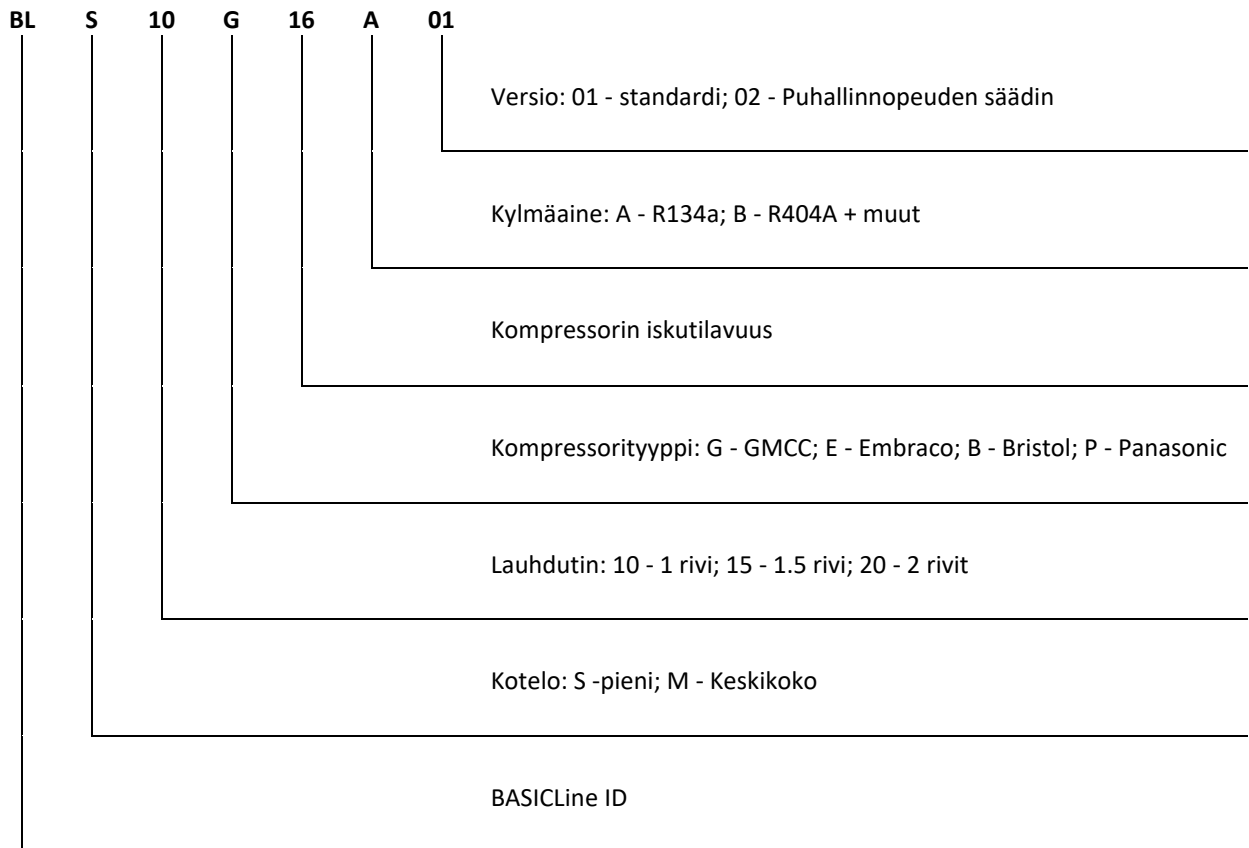 BL S 10 G 16 A 01
Versio: 01 - standardi; 02 - Puhallinnopeuden säädin
Kylmäaine: A - R134a; B - R404A + muut
Kompressorin iskutilavuus
Kompressorityyppi: G - GMCC; E - Embraco; B - Bristol; P - Panasonic
Lauhdutin: 10 - 1 rivi; 15 - 1.5 rivi; 20 - 2 rivit
Kotelo: S -pieni; M - Keskikoko
BASICLine ID